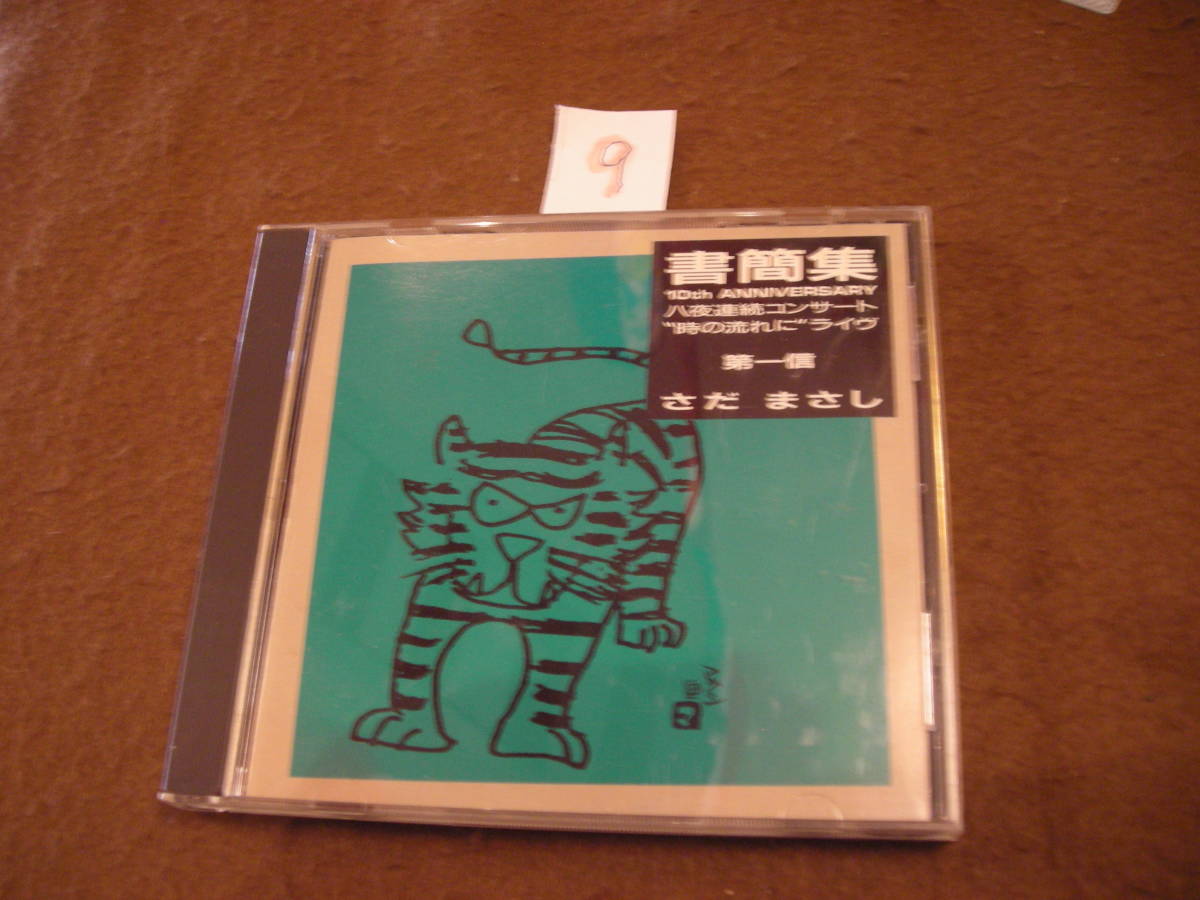 9
書簡集
10th ANNIVERSARY
八夜連続コンサート
“時の流れに”ライヴ
第一信
さだ まさし